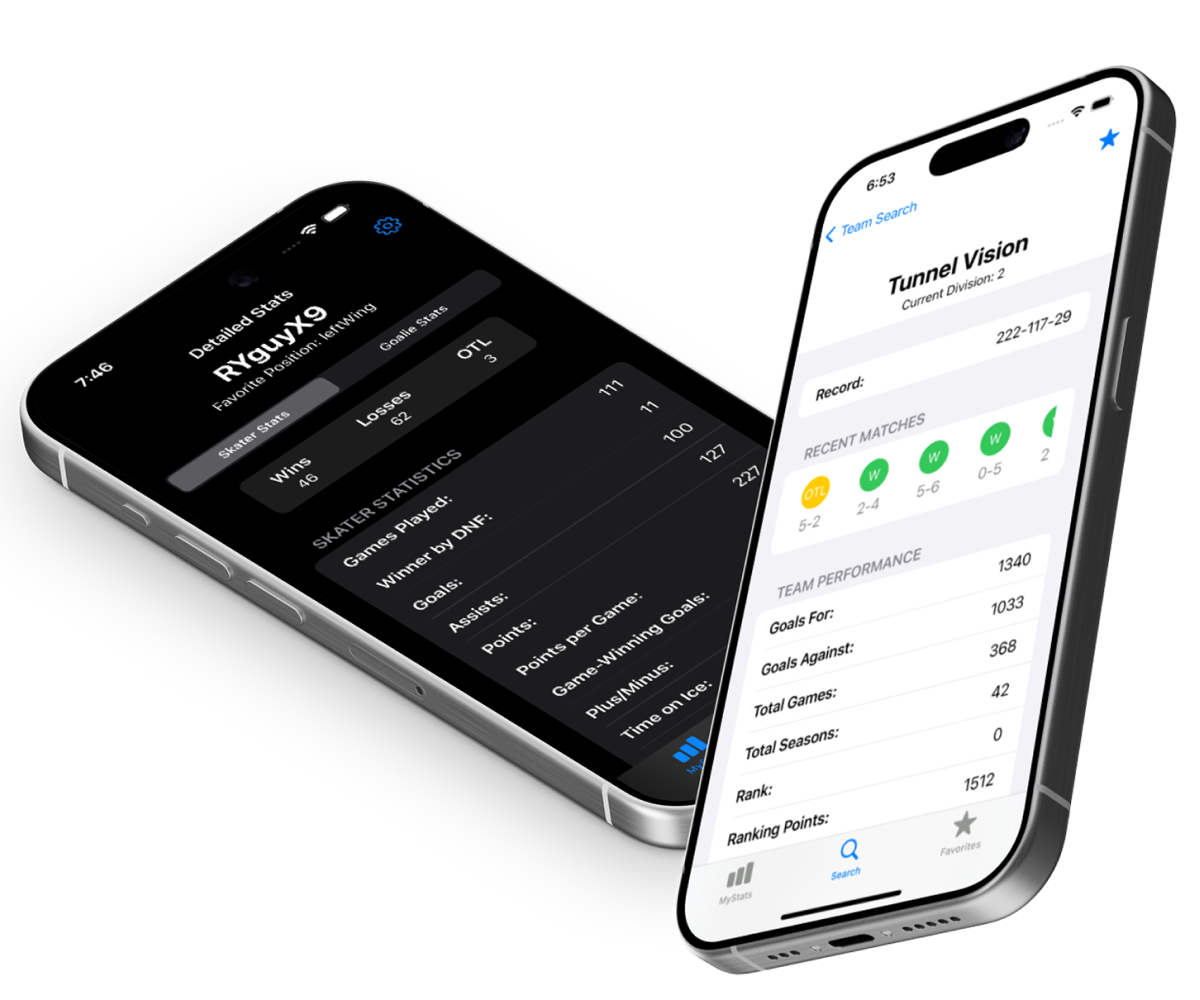 7:46
Detailed Stats
RYguyX9
Favorite Position: leftWing
Skater Stats Goalie Stats
Wins Losses OTL
46 62 3
SKATER STATISTICS
Games Played: 111
Winner by DNF: 11
Goals: 100
Assists: 127
Points: 227
Points per Game:
Game-Winning Goals:
Plus/Minus:
Time on Ice:
6:53
Team Search
Tunnel Vision
Current Division: 2
Record: 222-117-29
RECENT MATCHES
OTL W W W
5-2 2-4 5-6 0-5 2
TEAM PERFORMANCE
Goals For: 1340
Goals Against: 1033
Total Games: 368
Total Seasons: 42
Rank: 0
Ranking Points: 1512
MyStats Search Favorites